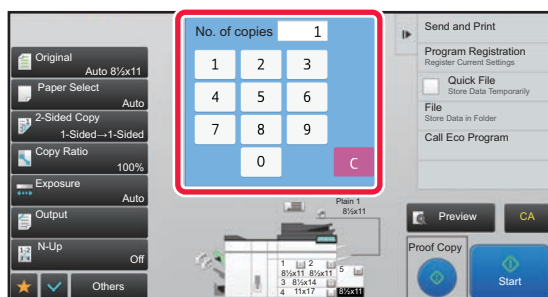 Original
Auto 8½x11
Paper Select
Auto
2-Sided Copy
1-Sided→1-Sided
Copy Ratio
100%
Exposure
Auto
Output
N-Up
Off
Others
No. of copies 1
1 2 3
4 5 6
7 8 9
0 C
Plain 1
8½x11
1 2
8½x11 8½x11 5
3 8½x14
4 11x17 8½x11
Send and Print
Program Registration
Register Current Settings
Quick File
Store Data Temporarily
File
Store Data in Folder
Call Eco Program
Preview CA
Proof Copy
Start